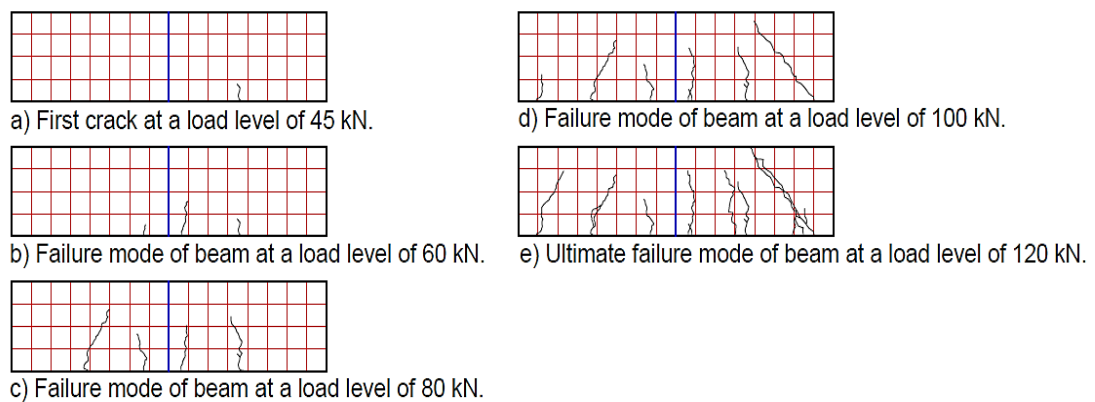 a) First crack at a load level of 45 kN.
b) Failure mode of beam at a load level of 60 kN.
c) Failure mode of beam at a load level of 80 kN.
d) Failure mode of beam at a load level of 100 kN.
e) Ultimate failure mode of beam at a load level of 120 kN.